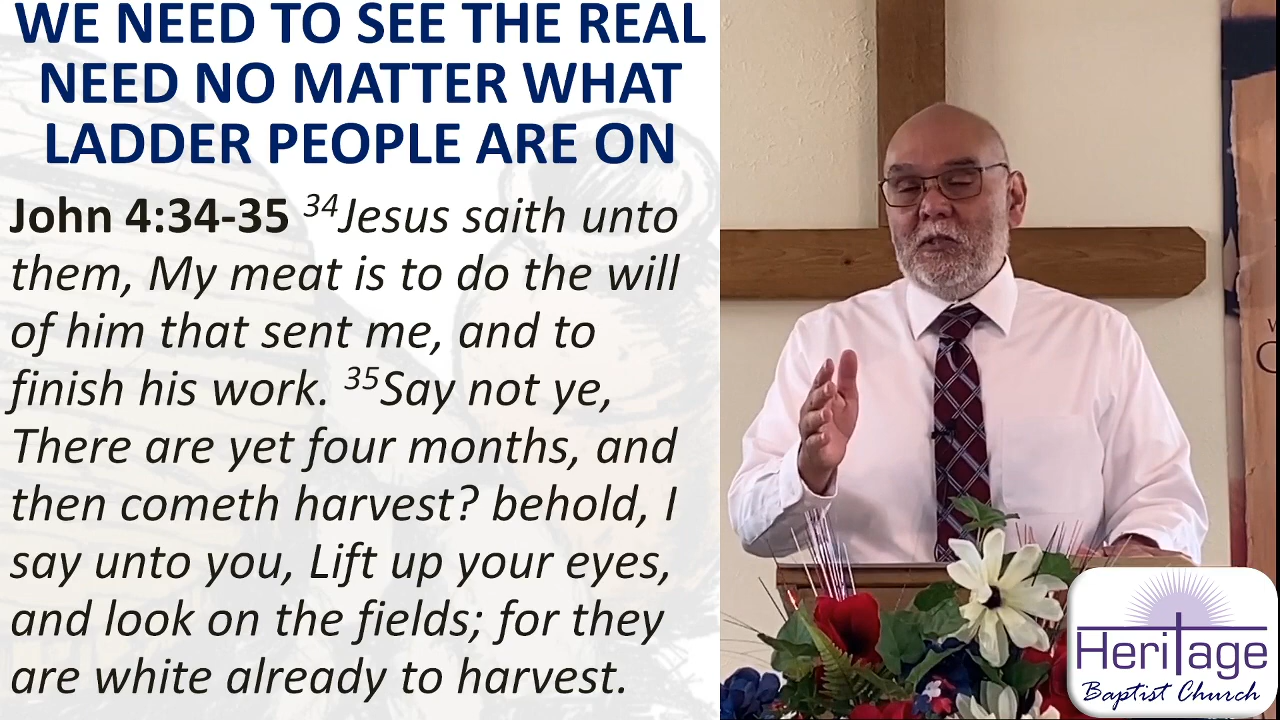 WE NEED TO SEE THE REAL
NEED NO MATTER WHAT
LADDER PEOPLE ARE ON
John 4:34-35 34Jesus saith unto
them, My meat is to do the will
of him that sent me, and to
finish his work. 35Say not ye,
There are yet four months, and
then cometh harvest? behold, I
say unto you, Lift up your eyes,
and look on the fields; for they
are white already to harvest.
Heritage
Baptist Church